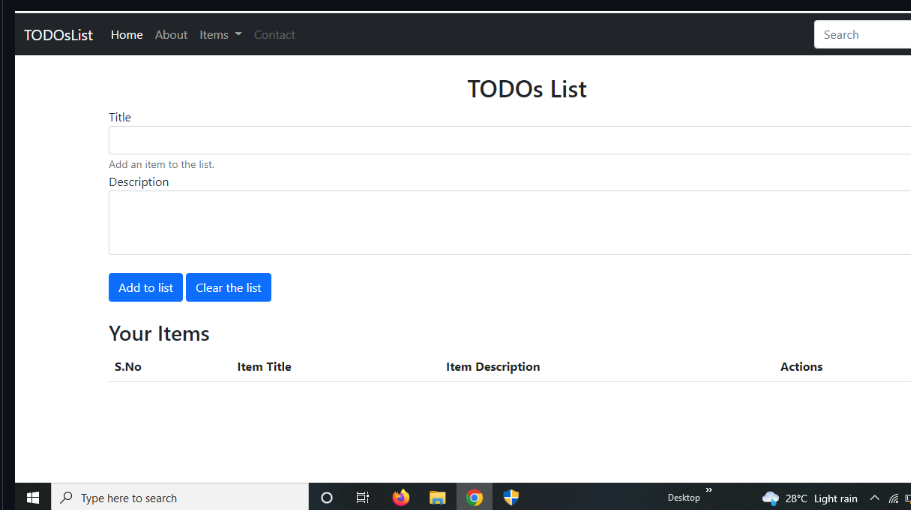 TODOsList Home About Items Contact Search
TODOs List
Title
Add an item to the list.
Description
Add to list Clear the list
Your Items
S.No Item Title Item Description Actions
Type here to search Desktop » 28°C Light rain